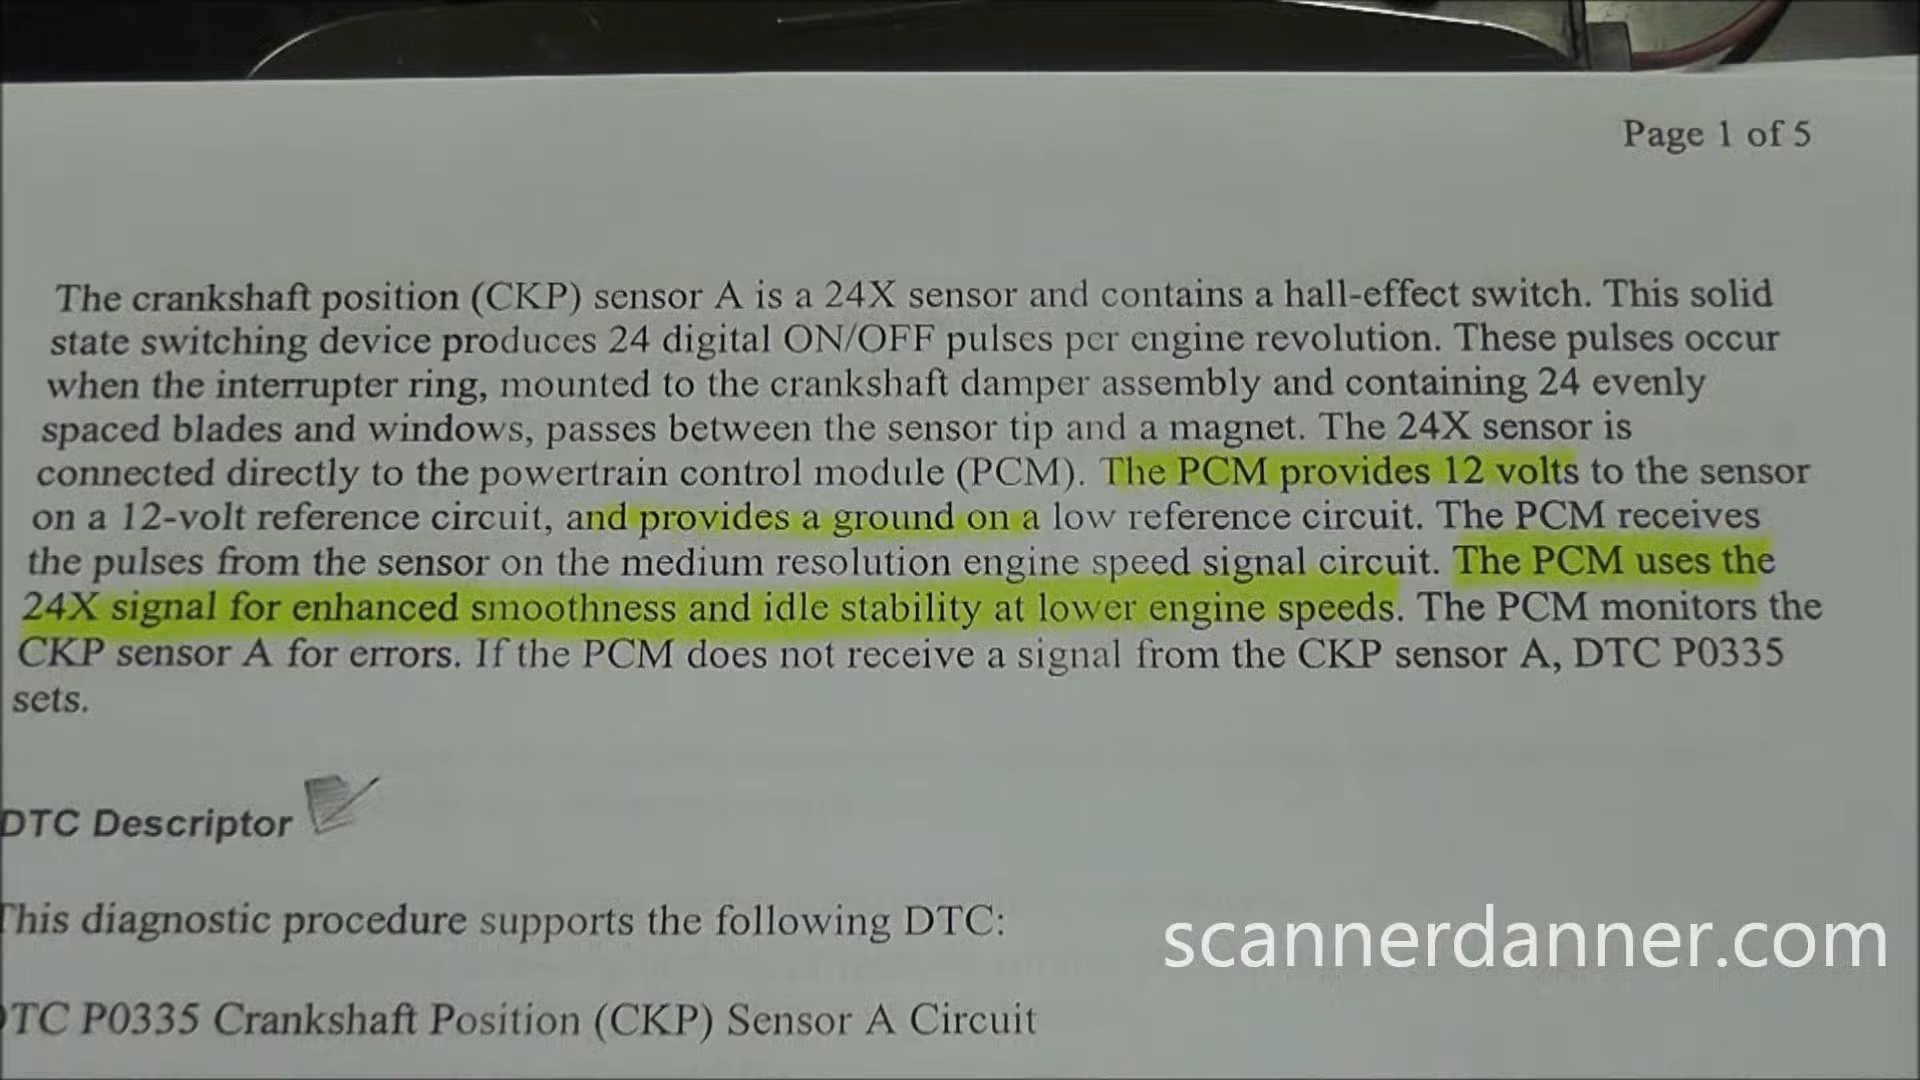 Page 1 of 5
The crankshaft position (CKP) sensor A is a 24X sensor and contains a hall-effect switch. This solid
state switching device produces 24 digital ON/OFF pulses per engine revolution. These pulses occur
when the interrupter ring, mounted to the crankshaft damper assembly and containing 24 evenly
spaced blades and windows, passes between the sensor tip and a magnet. The 24X sensor is
connected directly to the powertrain control module (PCM). The PCM provides 12 volts to the sensor
on a 12-volt reference circuit, and provides a ground on a low reference circuit. The PCM receives
the pulses from the sensor on the medium resolution engine speed signal circuit. The PCM uses the
24X signal for enhanced smoothness and idle stability at lower engine speeds. The PCM monitors the
CKP sensor A for errors. If the PCM does not receive a signal from the CKP sensor A, DTC P0335
sets.
DTC Descriptor
This diagnostic procedure supports the following DTC:
scannerdanner.com
DTC P0335 Crankshaft Position (CKP) Sensor A Circuit